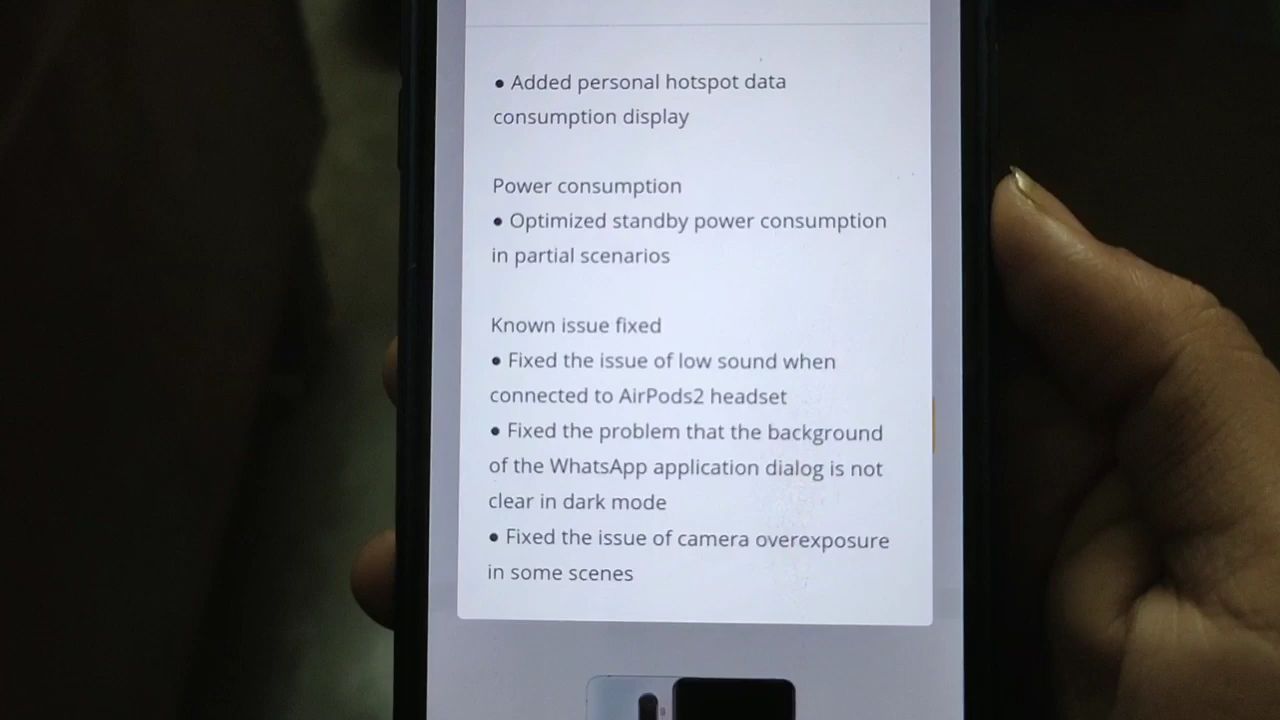 • Added personal hotspot data
consumption display
Power consumption
• Optimized standby power consumption
in partial scenarios
Known issue fixed
• Fixed the issue of low sound when
connected to AirPods2 headset
• Fixed the problem that the background
of the WhatsApp application dialog is not
clear in dark mode
• Fixed the issue of camera overexposure
in some scenes